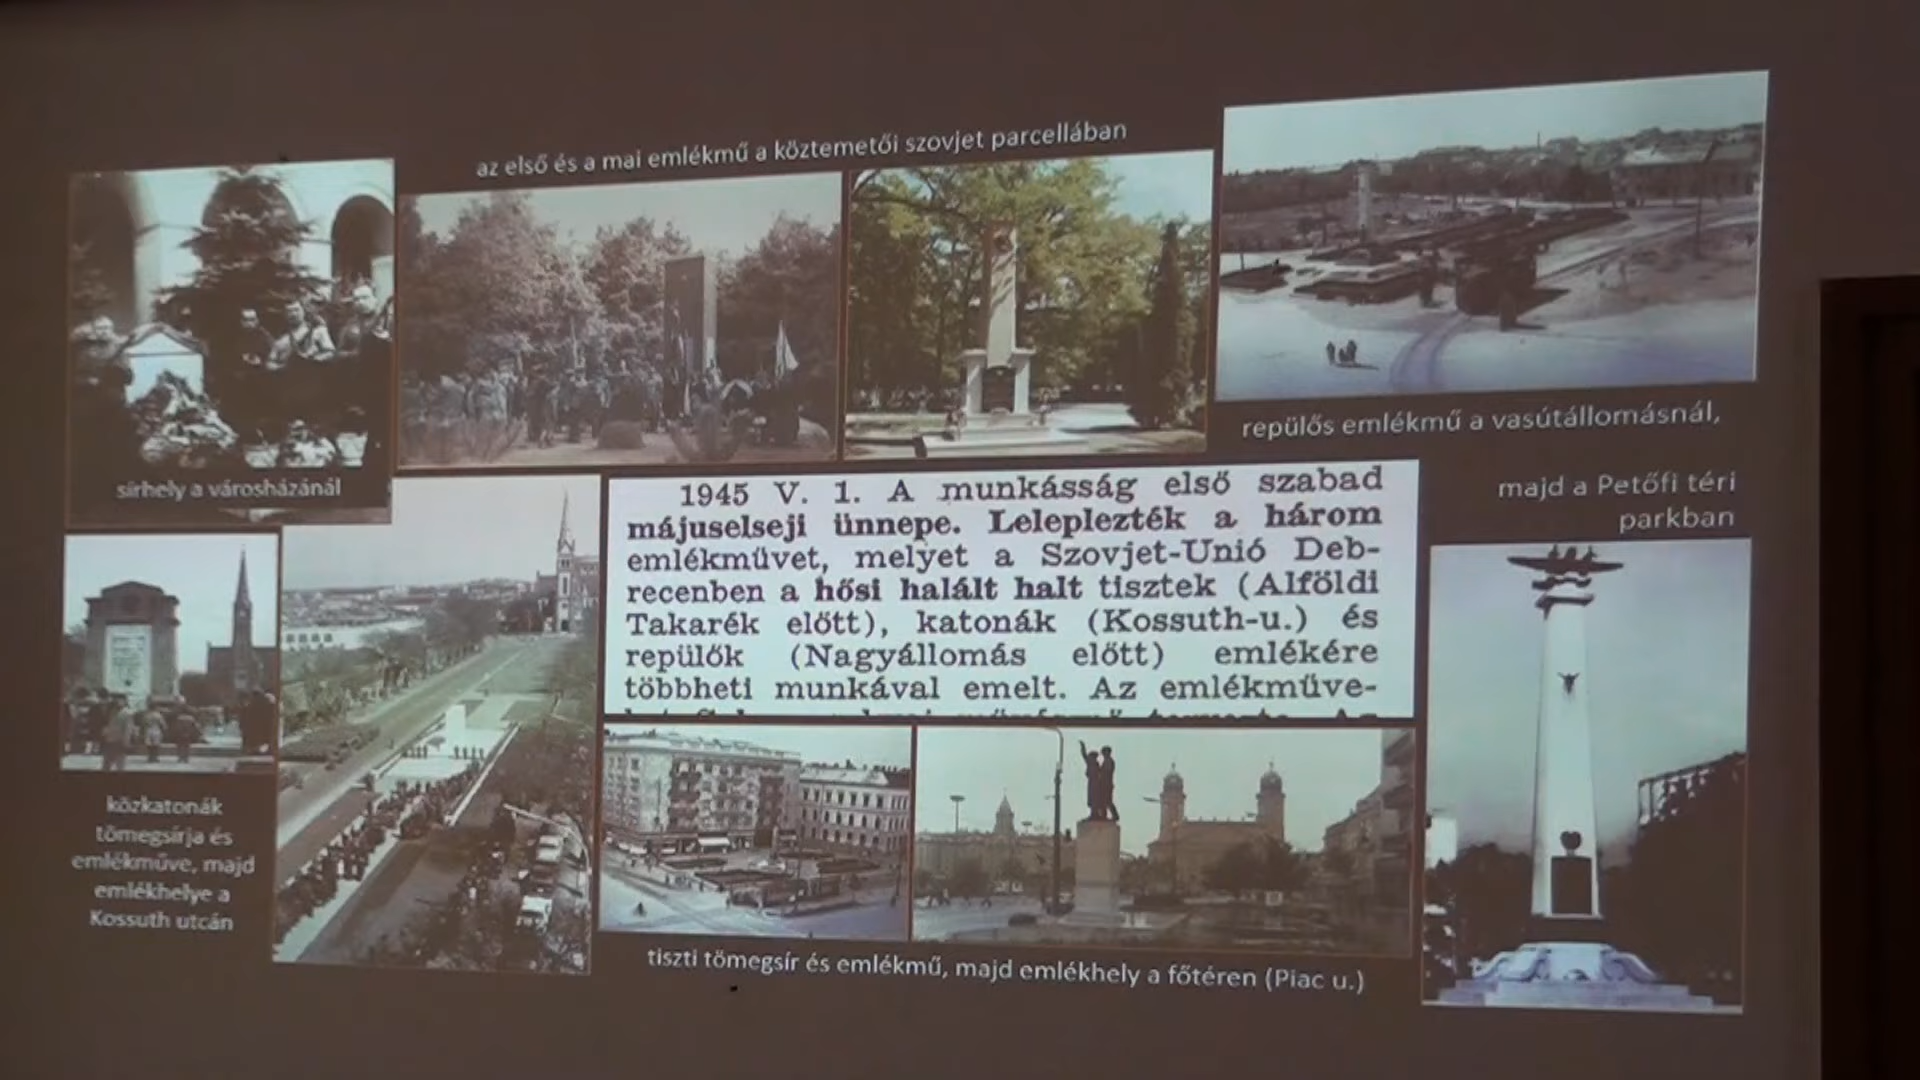 az első és a mai emlékmű a köztemetői szovjet parcellában
sírhely a városházánál
repülős emlékmű a vasútállomásnál,
majd a Petőfi téri
parkban
1945 V. 1. A munkásság első szabad
májuselseji ünnepe. Leleplezték a három
emlékművet, melyet a Szovjet-Unió Deb-
recenben a hősi halált halt tisztek (Alföldi
Takarék előtt), katonák (Kossuth-u.) és
repülők (Nagyállomás előtt) emlékére
többheti munkával emelt. Az emlékműve-
közkatonák
tömegsírja és
emlékműve, majd
emlékhelye a
Kossuth utcán
tiszti tömegsír és emlékmű, majd emlékhely a főtéren (Piac u.)